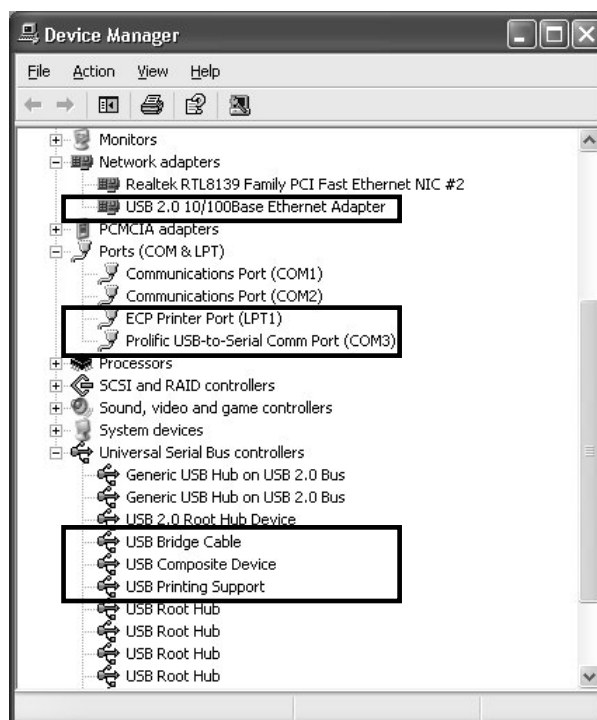 Device Manager
File Action View Help
Monitors
Network adapters
Realtek RTL8139 Family PCI Fast Ethernet NIC #2
USB 2.0 10/100Base Ethernet Adapter
PCMCIA adapters
Ports (COM & LPT)
Communications Port (COM1)
Communications Port (COM2)
ECP Printer Port (LPT1)
Prolific USB-to-Serial Comm Port (COM3)
Processors
SCSI and RAID controllers
Sound, video and game controllers
System devices
Universal Serial Bus controllers
Generic USB Hub on USB 2.0 Bus
Generic USB Hub on USB 2.0 Bus
USB 2.0 Root Hub Device
USB Bridge Cable
USB Composite Device
USB Printing Support
USB Root Hub
USB Root Hub
USB Root Hub
USB Root Hub